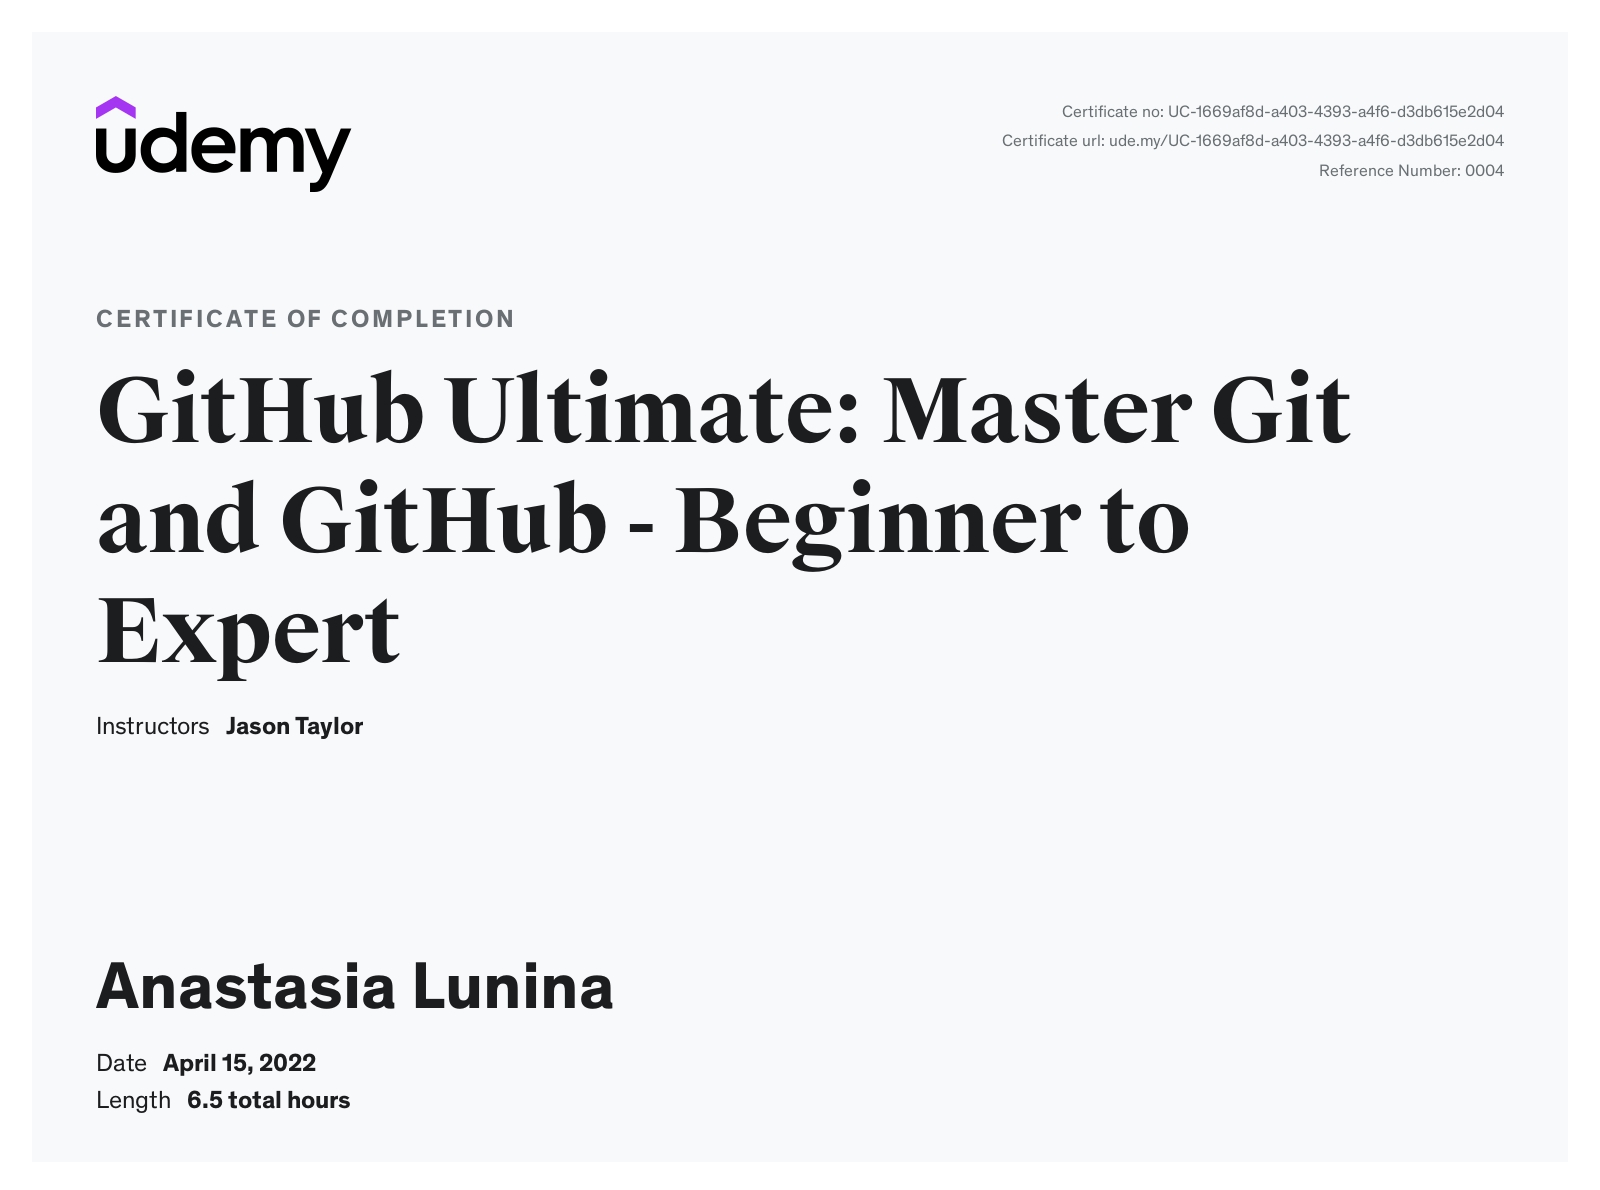 udemy
Certificate no: UC-1669af8d-a403-4393-a4f6-d3db615e2d04
Certificate url: ude.my/UC-1669af8d-a403-4393-a4f6-d3db615e2d04
Reference Number: 0004
CERTIFICATE OF COMPLETION
GitHub Ultimate: Master Git
and GitHub - Beginner to
Expert
Instructors Jason Taylor
Anastasia Lunina
Date April 15, 2022
Length 6.5 total hours